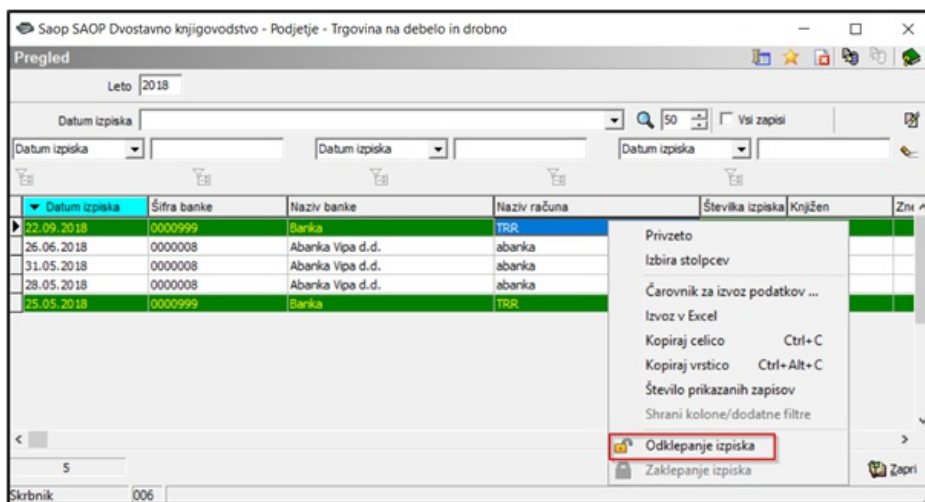 Saop SAOP Dvostavno knjigovodstvo - Podjetje - Trgovina na debelo in drobno
Pregled
Leto 2018
Datum izpiska 50 Vsi zapisi
Datum izpiska Datum izpiska Datum izpiska
Datum izpiska Šifra banke Naziv banke Naziv računa Številka izpiska Knjižen
22.09.2018 0000999 Banka TRR
26.06.2018 0000008 Abanka Vipa d.d. abanka
31.05.2018 0000008 Abanka Vipa d.d. abanka
28.05.2018 0000008 Abanka Vipa d.d. abanka
25.05.2018 0000999 Banka TRR
Privzeto
Izbira stolpcev
Čarovnik za izvoz podatkov ...
Izvoz v Excel
Kopiraj celico Ctrl+C
Kopiraj vrstico Ctrl+Alt+C
Število prikazanih zapisov
Shrani kolone/dodatne filtre
Odklepanje izpiska
Zaklepanje izpiska
5 Zapri
Skrbnik 006